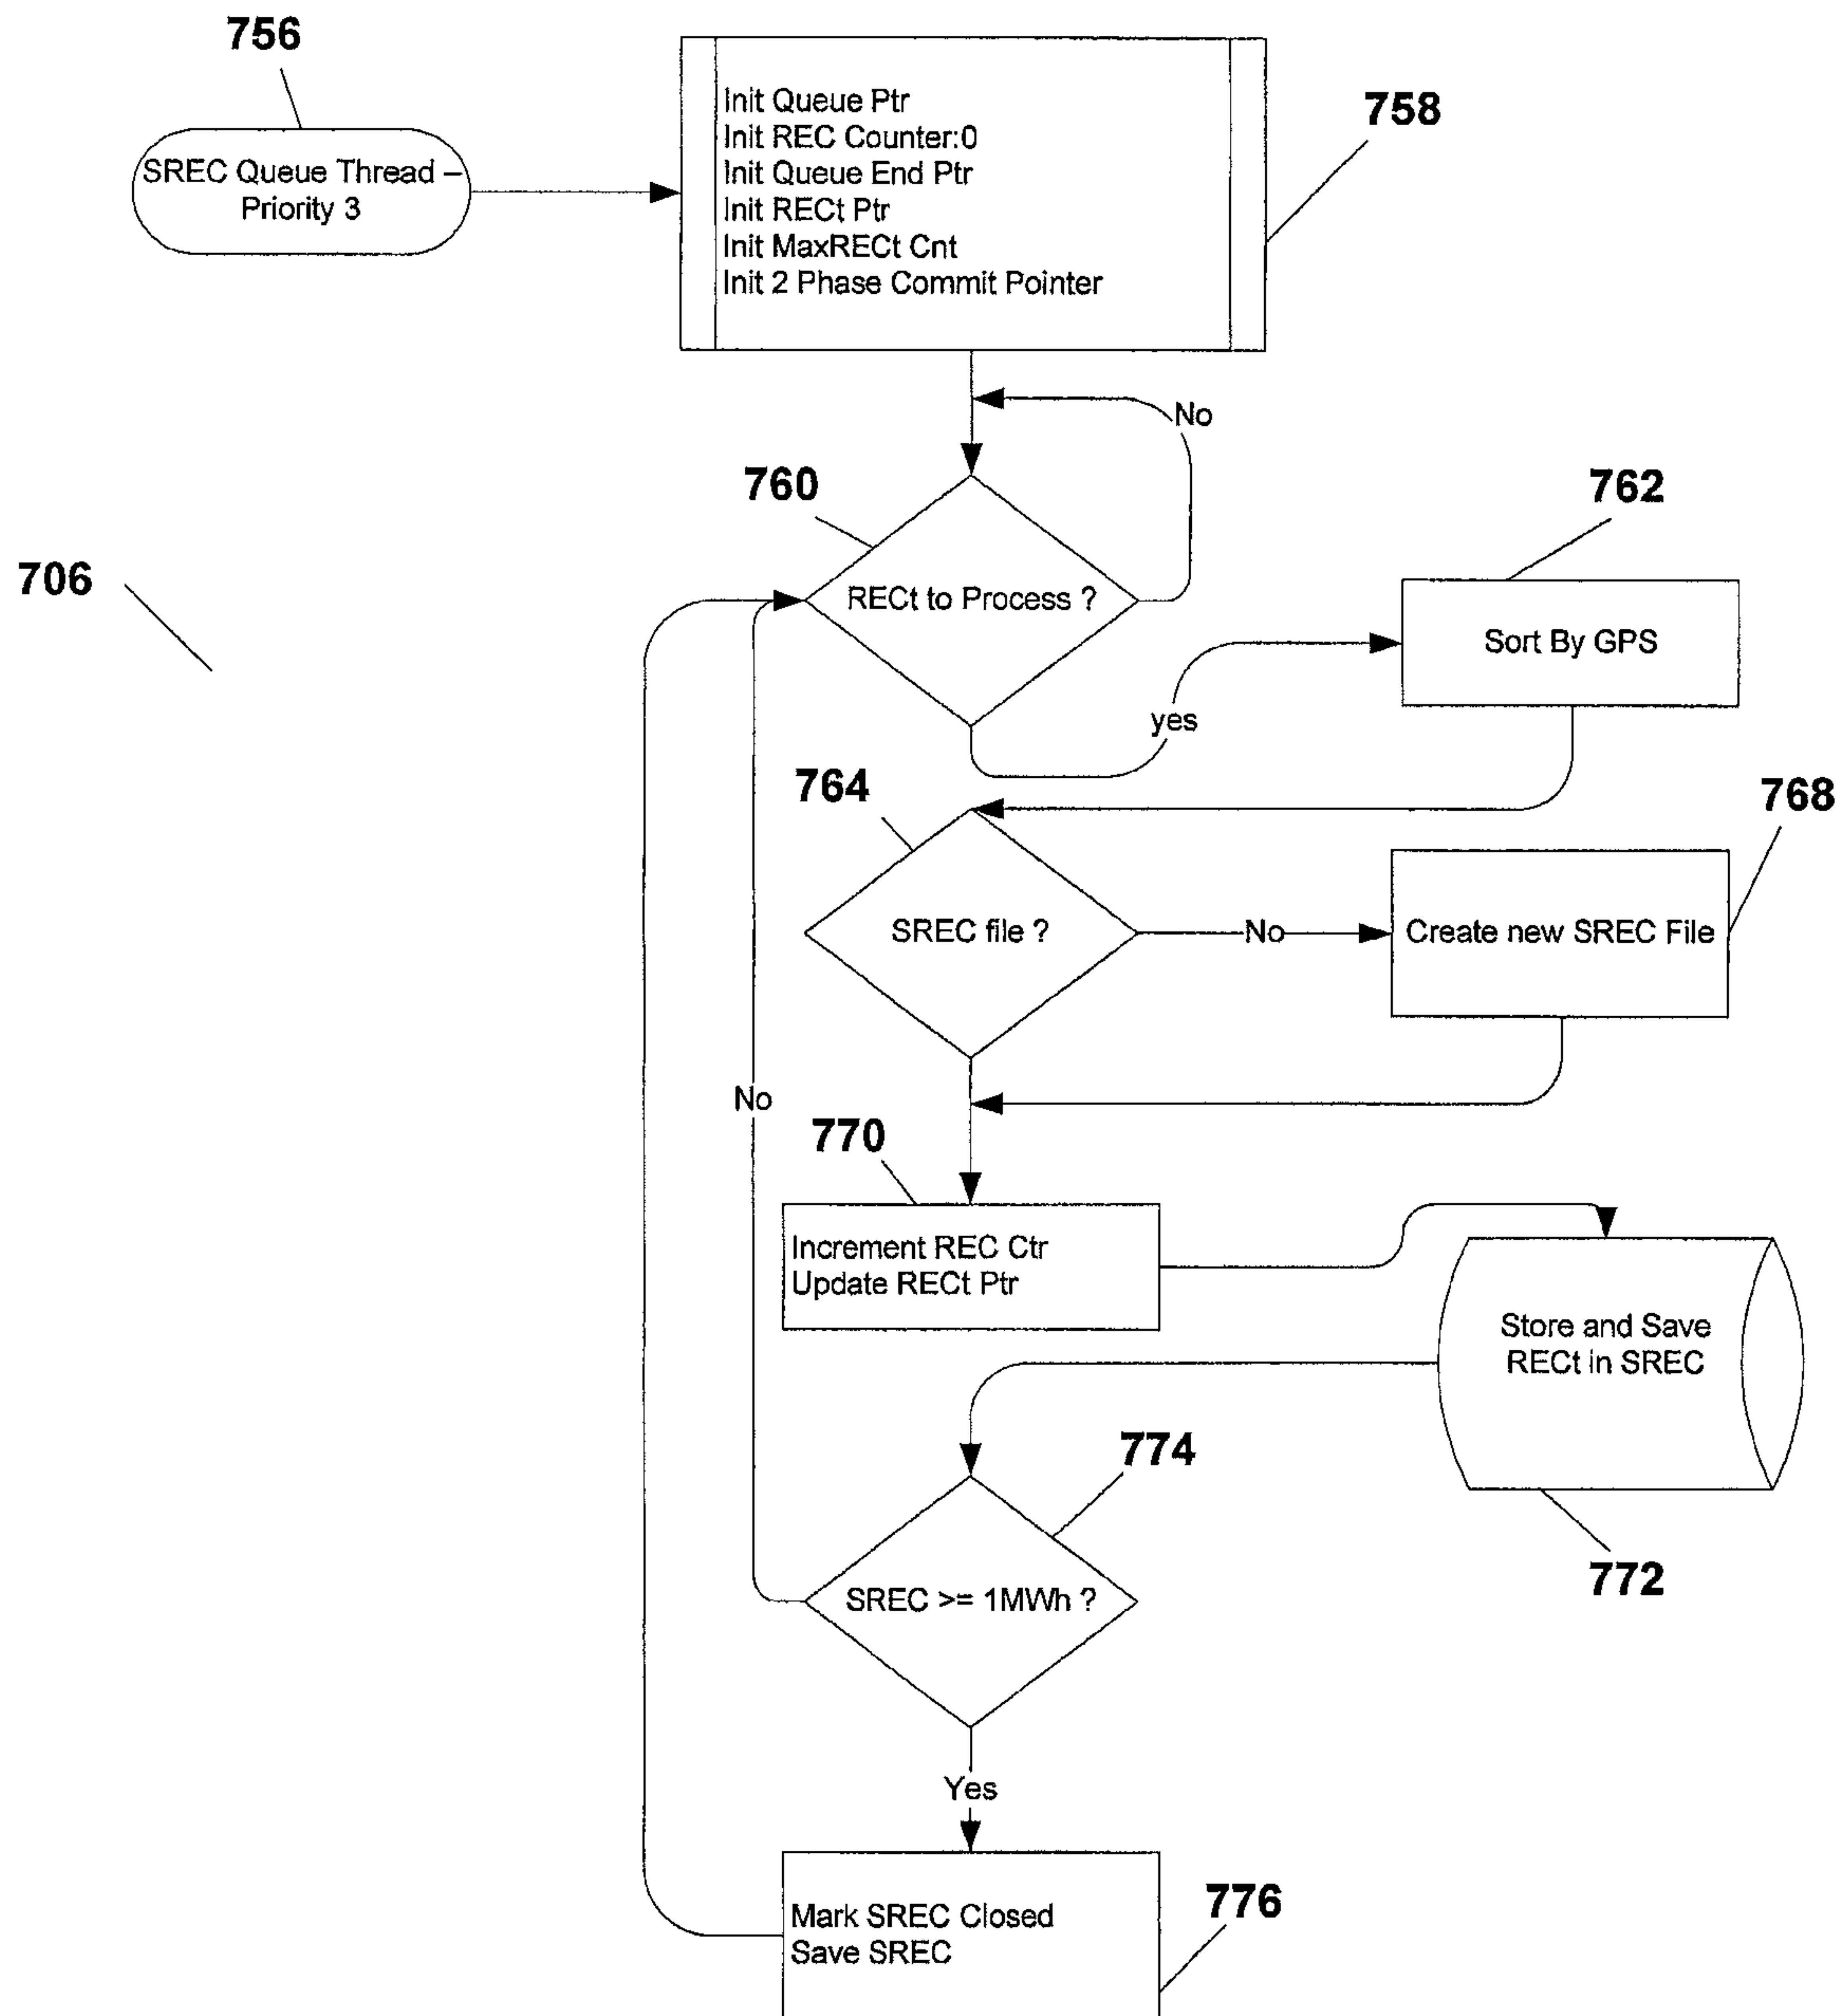 756
SREC Queue Thread –
Priority 3
Init Queue Ptr
Init REC Counter:0
Init Queue End Ptr
Init RECt Ptr
Init MaxRECt Cnt
Init 2 Phase Commit Pointer
758
No
760
RECt to Process ?
762
Sort By GPS
706
yes
764
SREC file ?
No
768
Create new SREC File
No
770
Increment REC Ctr
Update RECt Ptr
Store and Save
RECt in SREC
772
774
SREC >= 1MWh ?
Yes
Mark SREC Closed
Save SREC
776